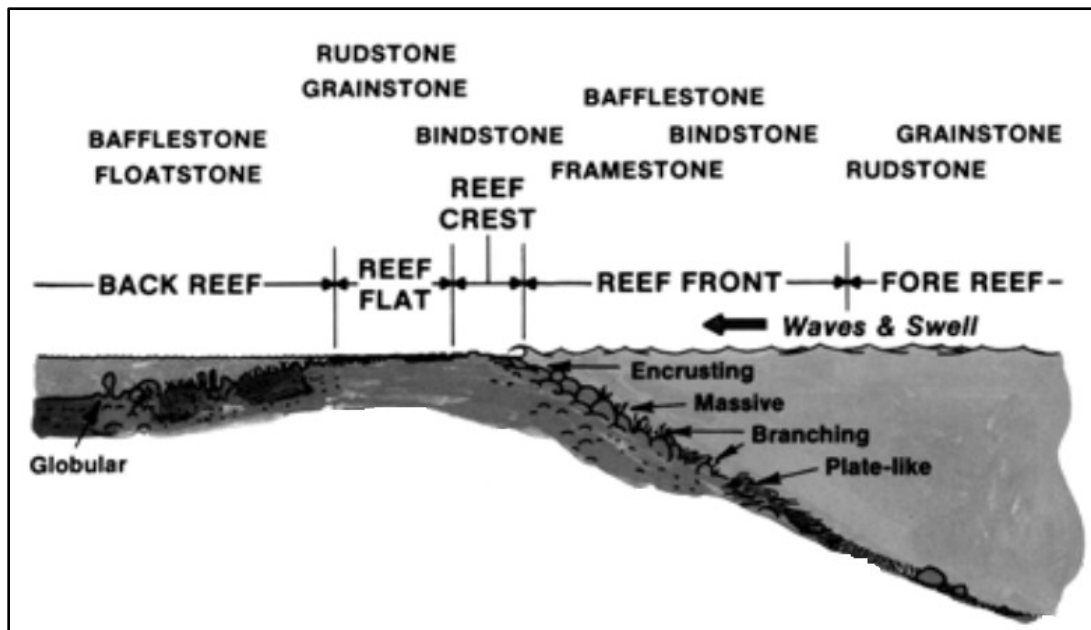 RUDSTONE
GRAINSTONE
BAFFLESTONE
FLOATSTONE
BINDSTONE
BAFFLESTONE
BINDSTONE
FRAMESTONE
GRAINSTONE
RUDSTONE
REEF
CREST
BACK REEF
REEF
FLAT
REEF FRONT
FORE REEF
Waves & Swell
Encrusting
Massive
Branching
Plate-like
Globular